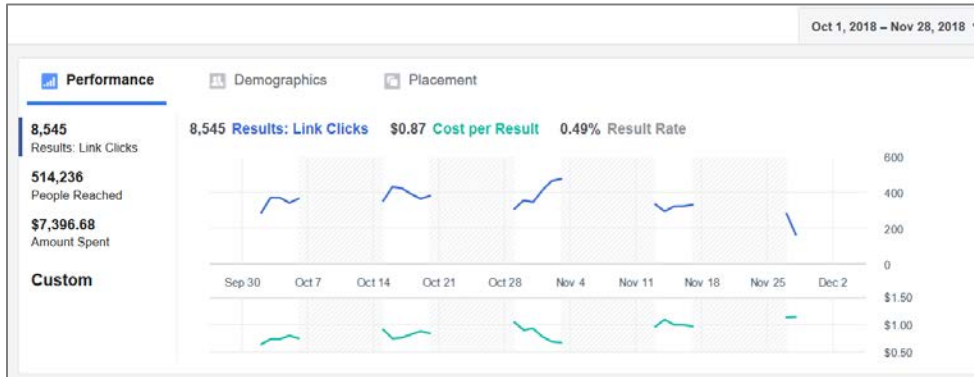 Oct 1, 2018 – Nov 28, 2018
Performance Demographics Placement
8,545
Results: Link Clicks
514,236
People Reached
$7,396.68
Amount Spent
Custom
8,545 Results: Link Clicks $0.87 Cost per Result 0.49% Result Rate
600
400
200
0
Sep 30 Oct 7 Oct 14 Oct 21 Oct 28 Nov 4 Nov 11 Nov 18 Nov 25 Dec 2
$1.50
$1.00
$0.50